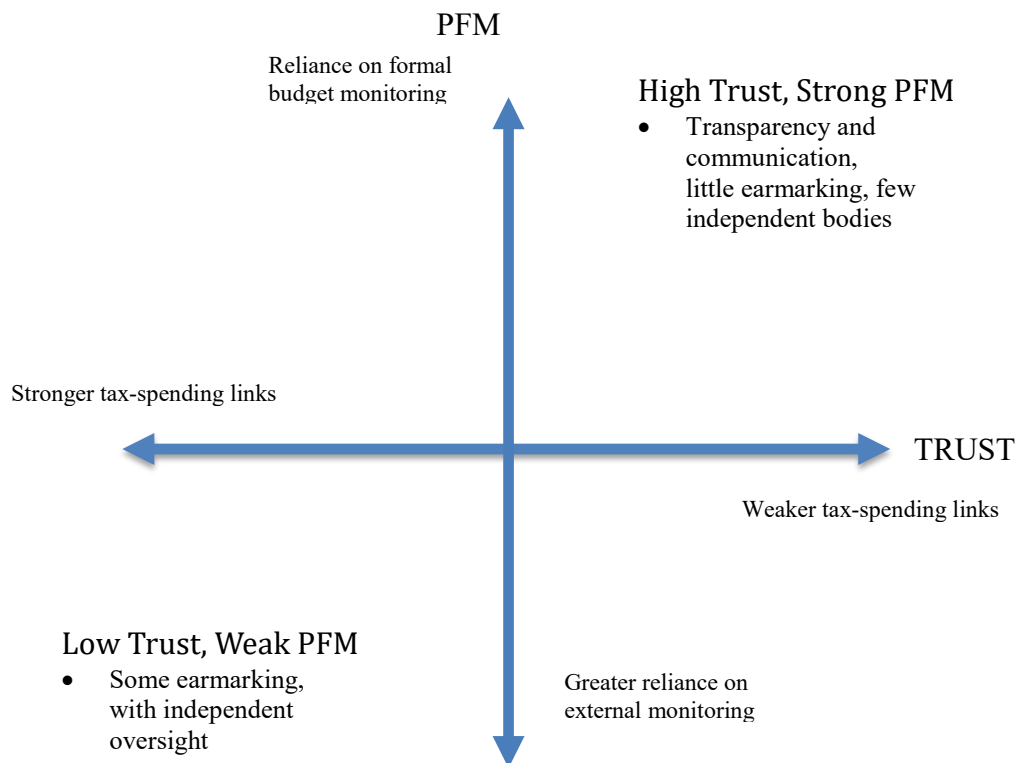 PFM
Reliance on formal
budget monitoring
High Trust, Strong PFM
• Transparency and
communication,
little earmarking, few
independent bodies
Stronger tax-spending links
TRUST
Weaker tax-spending links
Low Trust, Weak PFM
• Some earmarking,
with independent
oversight
Greater reliance on
external monitoring